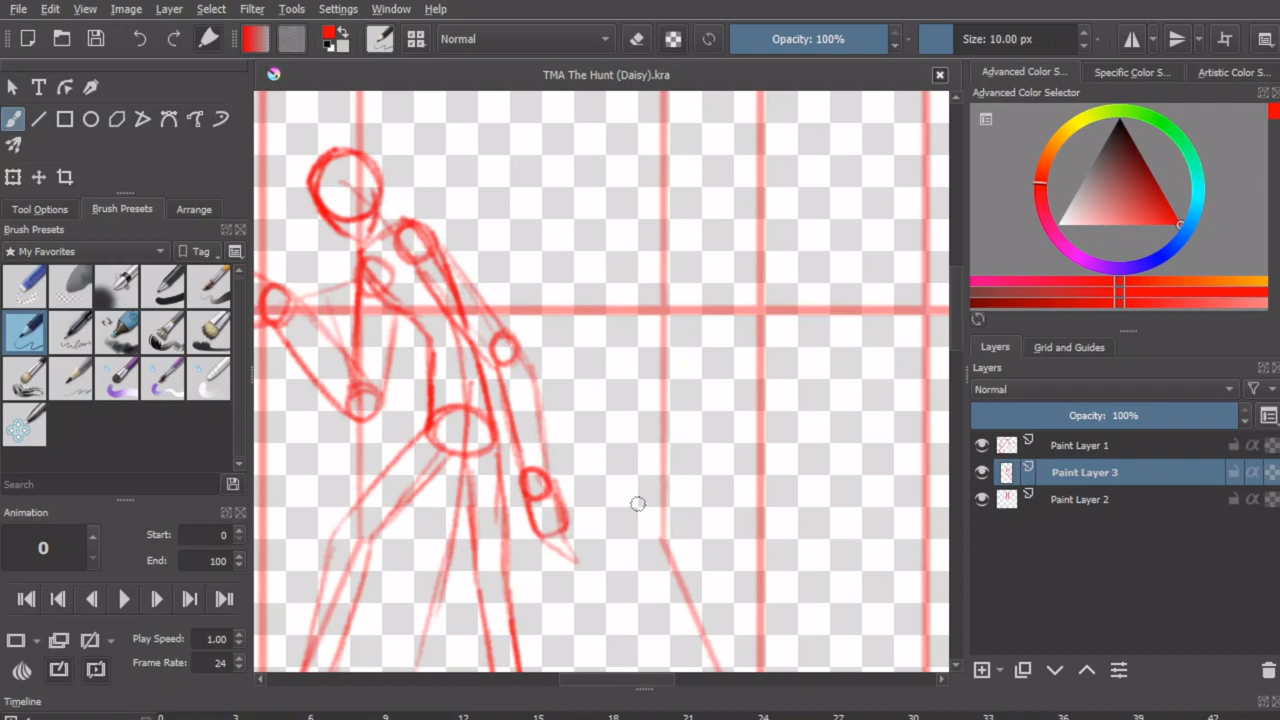 File Edit View Image Layer Select Filter Tools Settings Window Help
Normal Opacity: 100% Size: 10.00 px
TMA The Hunt (Daisy).kra
Advanced Color S... Specific Color S... Artistic Color S...
Advanced Color Selector
Tool Options Brush Presets Arrange
Brush Presets
My Favorites Tag
Search
Animation
0 Start: 0
End: 100
Play Speed: 1.00
Frame Rate: 24
Layers Grid and Guides
Layers
Normal
Opacity: 100%
Paint Layer 1
Paint Layer 3
Paint Layer 2
Timeline
0 3 6 9 12 15 18 21 24 27 30 33 36 39 42